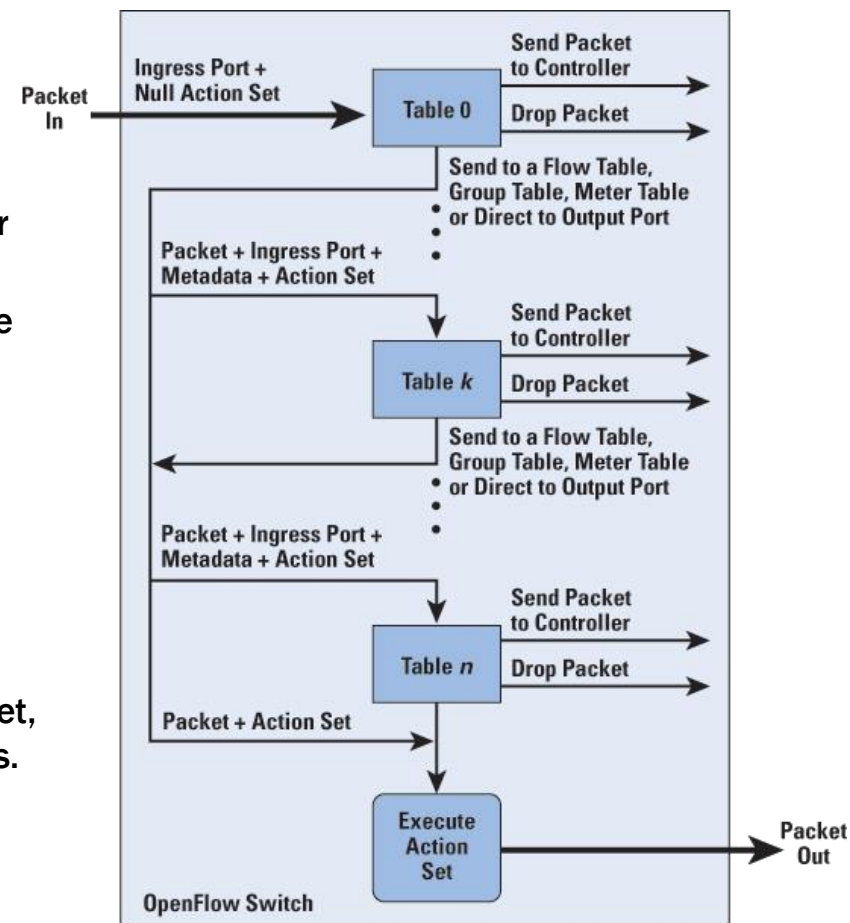 Ingress Port +
Null Action Set
Packet
In
Table 0
Send Packet
to Controller
Drop Packet
Send to a Flow Table,
Group Table, Meter Table
or Direct to Output Port
r
Packet + Ingress Port +
Metadata + Action Set
e
Table k
Send Packet
to Controller
Drop Packet
Send to a Flow Table,
Group Table, Meter Table
or Direct to Output Port
Packet + Ingress Port +
Metadata + Action Set
Table n
Send Packet
to Controller
Drop Packet
et,
s.
Packet + Action Set
Execute
Action
Set
Packet
Out
OpenFlow Switch